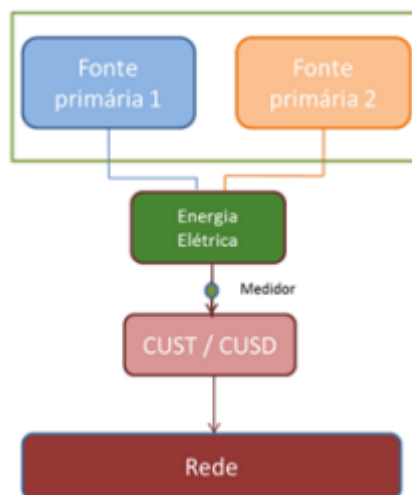 Fonte
primária 1
Fonte
primária 2
Energia
Elétrica
Medidor
CUST / CUSD
Rede